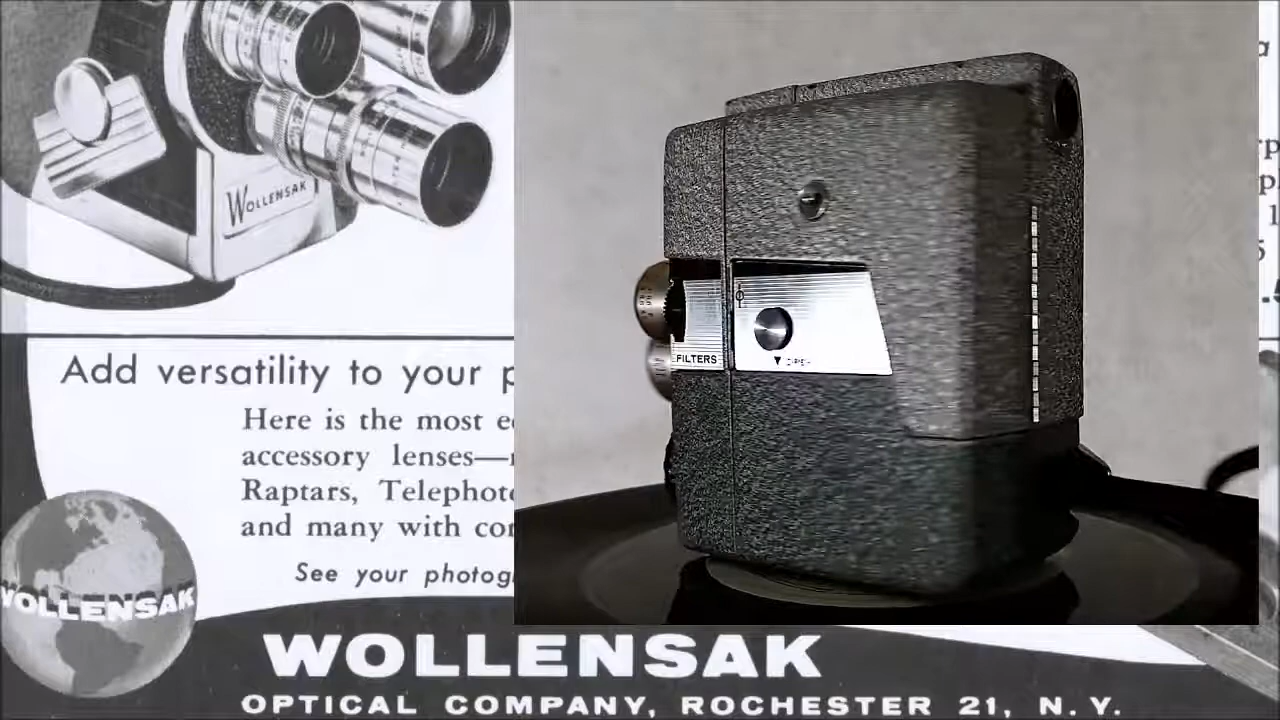 WOLLENSAK
Add versatility to your p
Here is the most e
accessory lenses—
Raptars, Telephoto
and many with co
See your photog
WOLLENSAK
WOLLENSAK
OPTICAL COMPANY, ROCHESTER 21, N. Y.
FILTERS